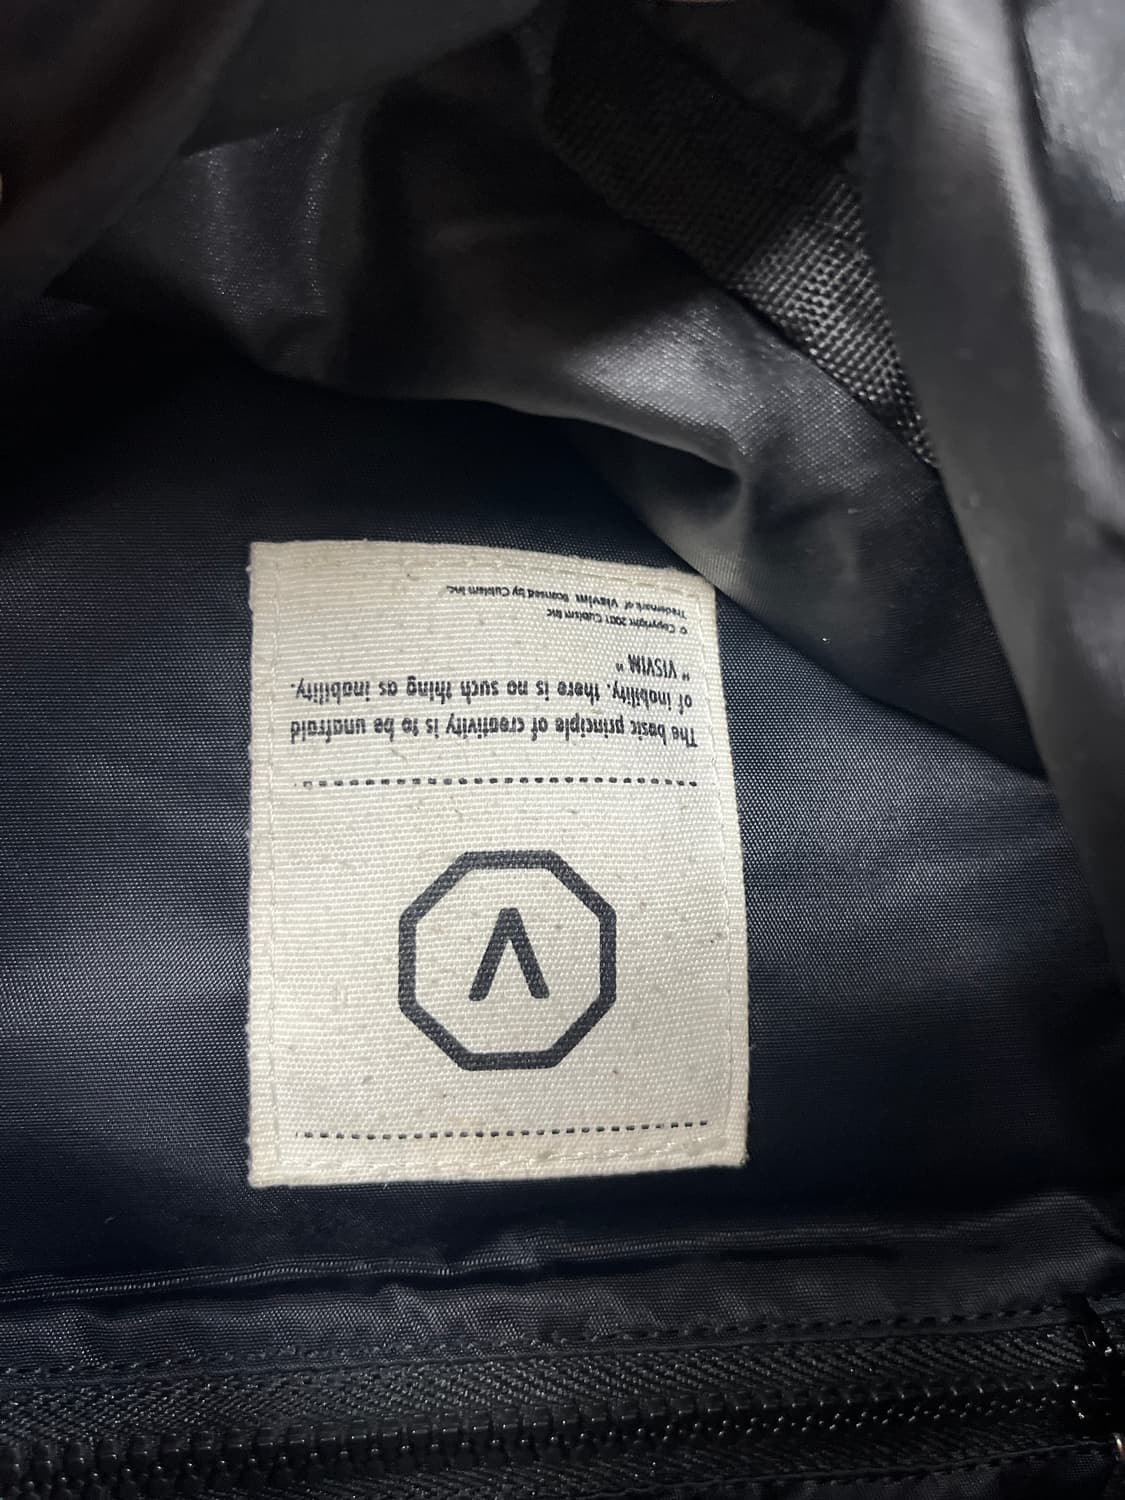 V
The basic principle of creativity is to be unafraid
of inability, there is no such thing as inability.
" VISVIM "
© Copyright 2001 Cubism Inc
Trademark of Visvim licensed by Cubism Inc.